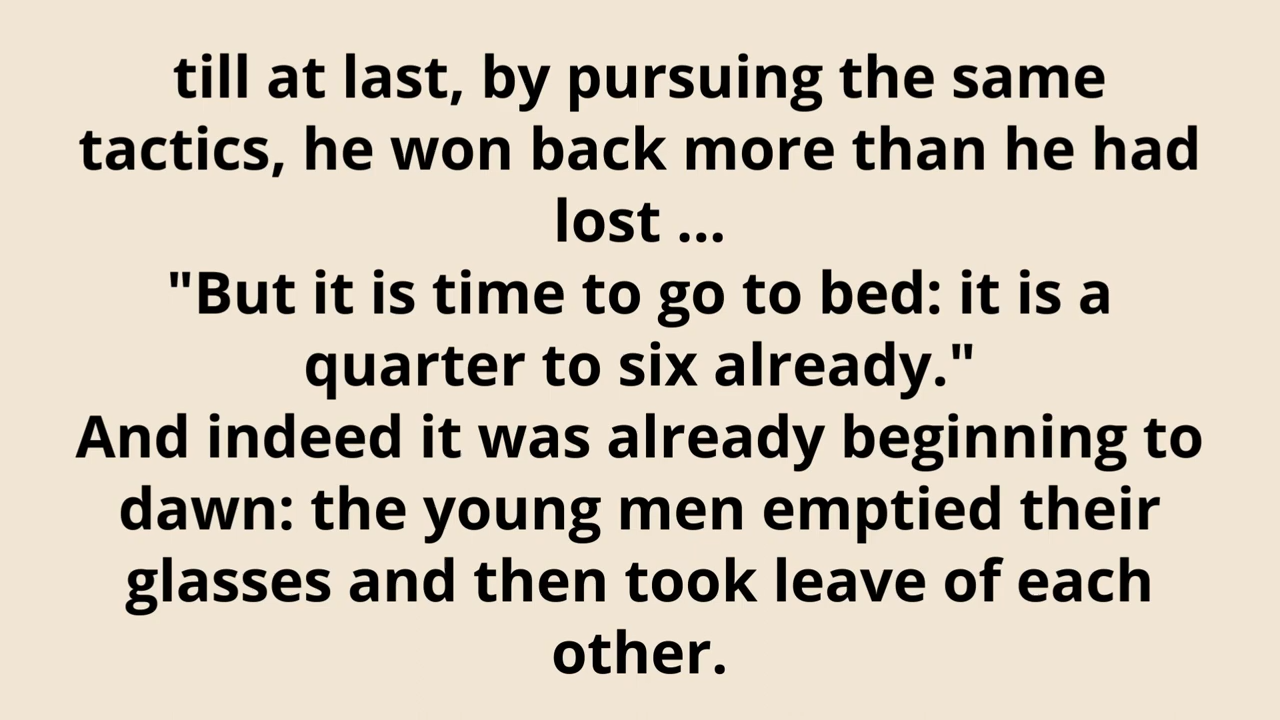 till at last, by pursuing the same
tactics, he won back more than he had
lost ...
"But it is time to go to bed: it is a
quarter to six already."
And indeed it was already beginning to
dawn: the young men emptied their
glasses and then took leave of each
other.